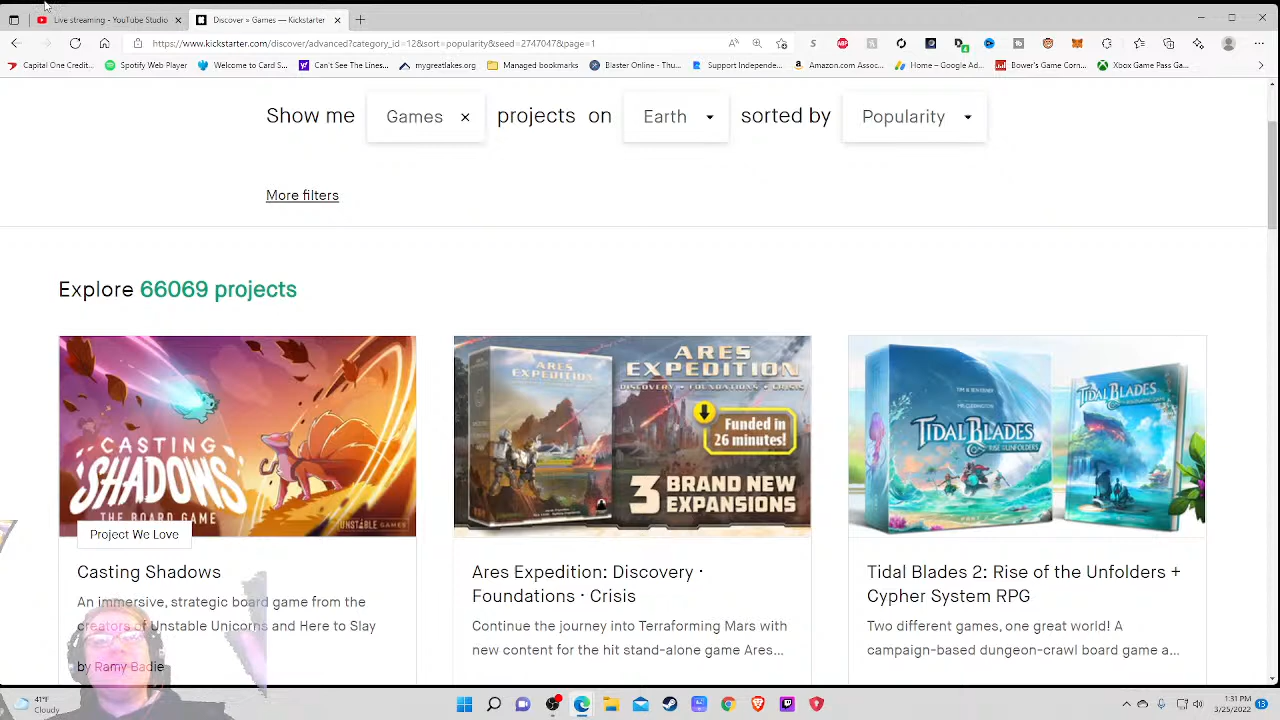 Live streaming - YouTube Studio
Discover » Games — Kickstarter
https://www.kickstarter.com/discover/advanced?category_id=12&sort=popularity&seed=2747047&page=1
Capital One Credit...
Spotify Web Player
Welcome to Card S...
Can't See The Lines...
mygreatlakes.org
Managed bookmarks
Blaster Online - Thu...
Support Independe...
Amazon.com Assoc...
Home – Google Ad...
Bower's Game Corn...
Xbox Game Pass Ga...
Show me Games × projects on Earth sorted by Popularity
More filters
Explore 66069 projects
CASTING
SHADOWS
THE BOARD GAME
UNSTABLE GAMES
Project We Love
Casting Shadows
An immersive, strategic board game from the
creators of Unstable Unicorns and Here to Slay
by Ramy Badie
ARES
EXPEDITION
ARES
EXPEDITION
DISCOVERY • FOUNDATIONS • CRISIS
Funded in
26 minutes!
3 BRAND NEW
EXPANSIONS
Ares Expedition: Discovery ·
Foundations · Crisis
Continue the journey into Terraforming Mars with
new content for the hit stand-alone game Ares...
TIDAL BLADES
RISE OF THE UNFOLDERS
TIDAL BLADES
Tidal Blades 2: Rise of the Unfolders +
Cypher System RPG
Two different games, one great world! A
campaign-based dungeon-crawl board game a...
41°F
Cloudy
1:31 PM
3/25/2022
13